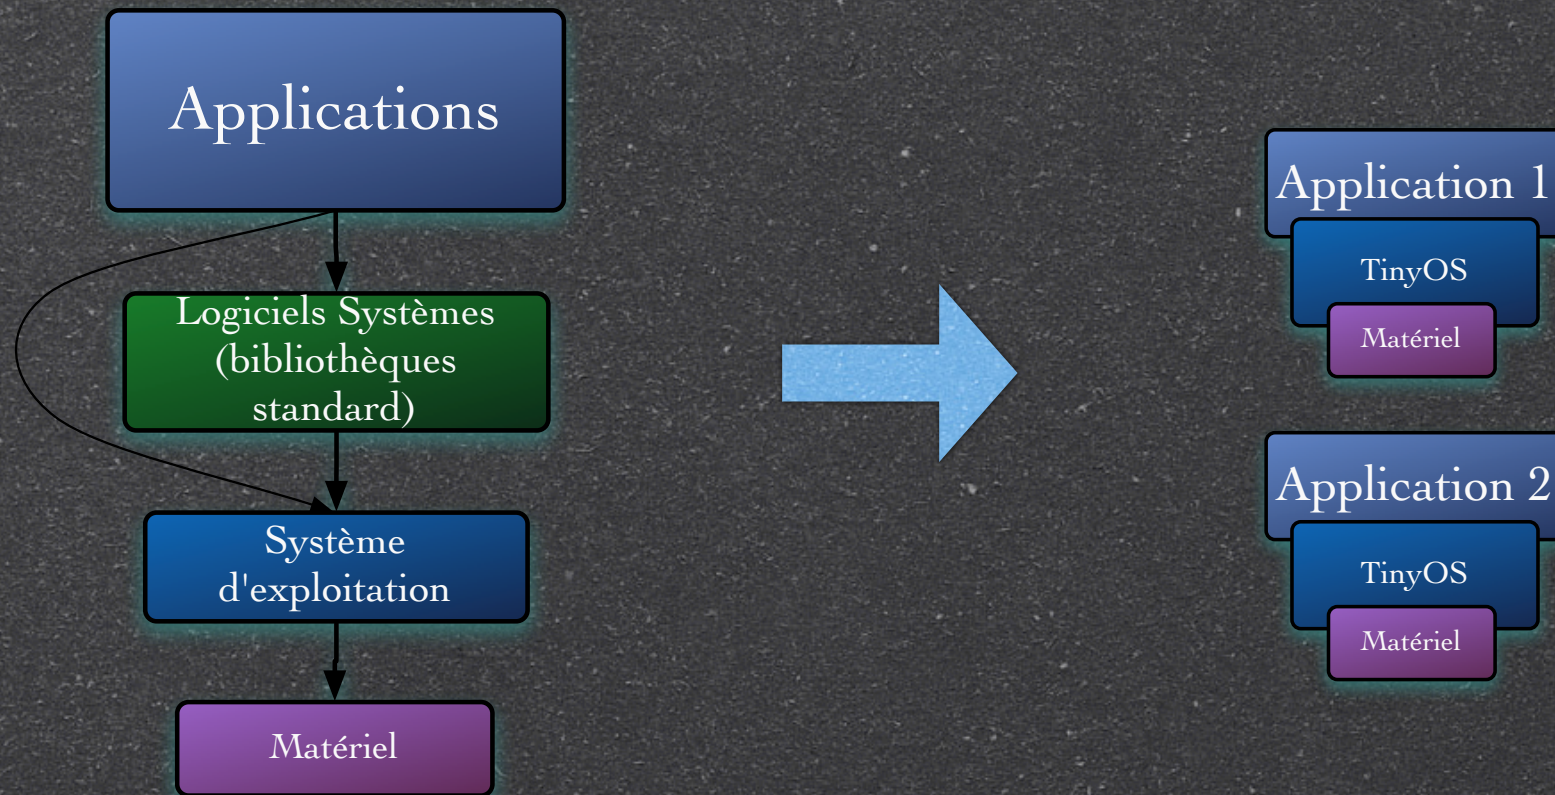 Applications
Logiciels Systèmes
(bibliothèques
standard)
Système
d'exploitation
Matériel
Application 1
TinyOS
Matériel
Application 2
TinyOS
Matériel